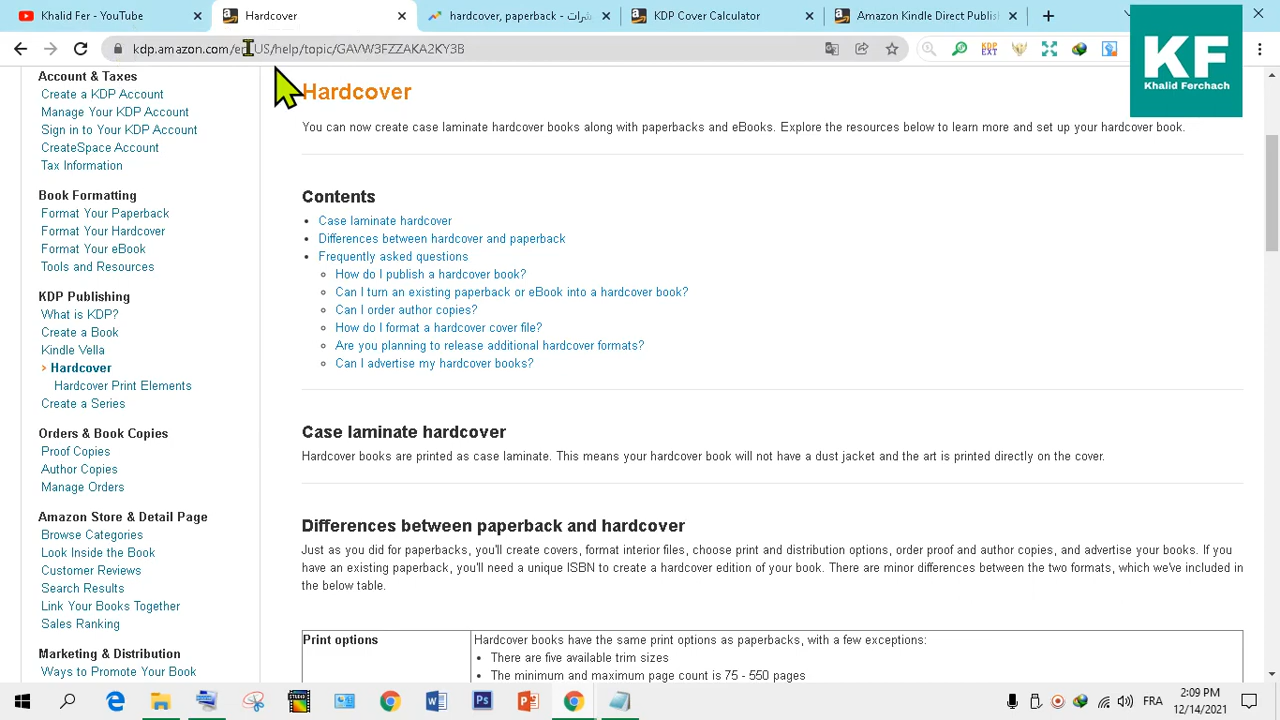 Khalid Fer - YouTube
Hardcover
hardcover, paperback - شرات
KDP Cover Calculator
Amazon Kindle Direct Publis
kdp.amazon.com/en_US/help/topic/GAVW3FZZAKA2KY3B
KDP
EXT
KF
Khalid Ferchach
Account & Taxes
Create a KDP Account
Manage Your KDP Account
Sign in to Your KDP Account
CreateSpace Account
Tax Information
Book Formatting
Format Your Paperback
Format Your Hardcover
Format Your eBook
Tools and Resources
KDP Publishing
What is KDP?
Create a Book
Kindle Vella
Hardcover
Hardcover Print Elements
Create a Series
Orders & Book Copies
Proof Copies
Author Copies
Manage Orders
Amazon Store & Detail Page
Browse Categories
Look Inside the Book
Customer Reviews
Search Results
Link Your Books Together
Sales Ranking
Marketing & Distribution
Ways to Promote Your Book
Hardcover
You can now create case laminate hardcover books along with paperbacks and eBooks. Explore the resources below to learn more and set up your hardcover book.
Contents
Case laminate hardcover
Differences between hardcover and paperback
Frequently asked questions
How do I publish a hardcover book?
Can I turn an existing paperback or eBook into a hardcover book?
Can I order author copies?
How do I format a hardcover cover file?
Are you planning to release additional hardcover formats?
Can I advertise my hardcover books?
Case laminate hardcover
Hardcover books are printed as case laminate. This means your hardcover book will not have a dust jacket and the art is printed directly on the cover.
Differences between paperback and hardcover
Just as you did for paperbacks, you'll create covers, format interior files, choose print and distribution options, order proof and author copies, and advertise your books. If you
have an existing paperback, you'll need a unique ISBN to create a hardcover edition of your book. There are minor differences between the two formats, which we've included in
the below table.
Print options
Hardcover books have the same print options as paperbacks, with a few exceptions:
There are five available trim sizes
The minimum and maximum page count is 75 - 550 pages
FRA
2:09 PM
12/14/2021